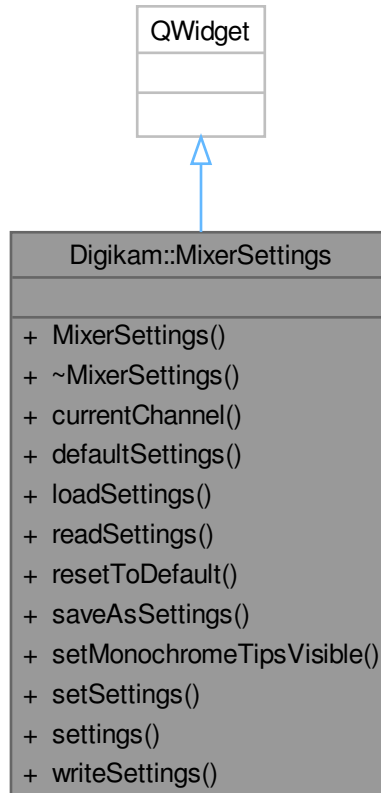 QWidget
Digikam::MixerSettings
+ MixerSettings()
+ ~MixerSettings()
+ currentChannel()
+ defaultSettings()
+ loadSettings()
+ readSettings()
+ resetToDefault()
+ saveAsSettings()
+ setMonochromeTipsVisible()
+ setSettings()
+ settings()
+ writeSettings()